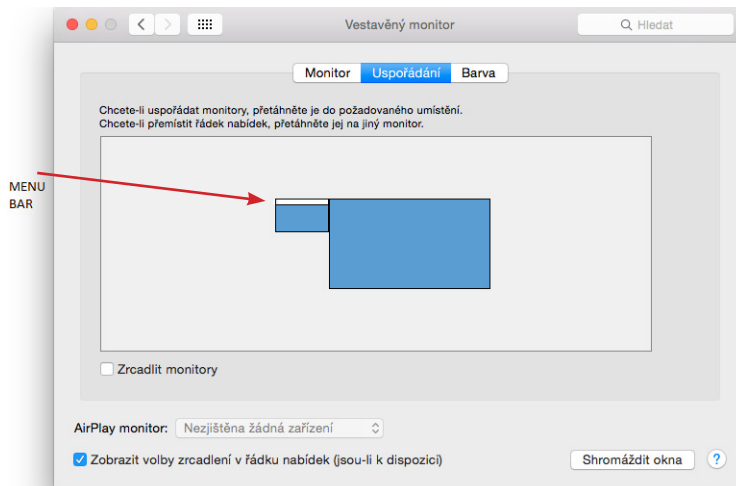 Vestavěný monitor
Hledat
Monitor
Uspořádání
Barva
Chcete-li uspořádat monitory, přetáhněte je do požadovaného umístění.
Chcete-li přemístit řádek nabídek, přetáhněte jej na jiný monitor.
MENU
BAR
Zrcadlit monitory
AirPlay monitor: Nezjištěna žádná zařízení
Zobrazit volby zrcadlení v řádku nabídek (jsou-li k dispozici)
Shromáždit okna
?